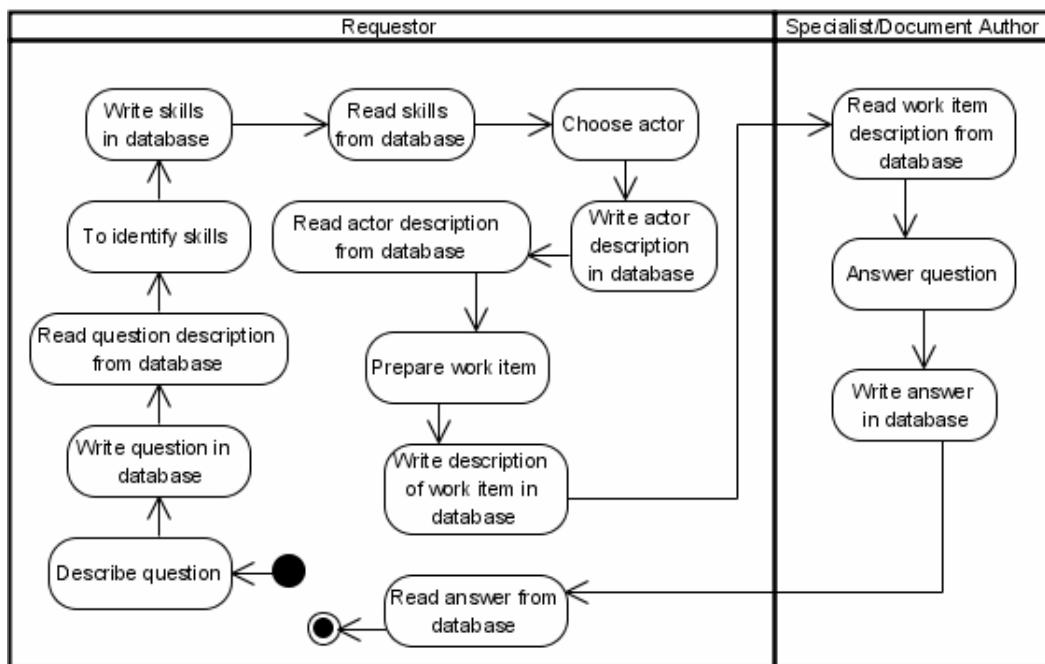 Requestor
Specialist/Document Author
Write skills
in database
Read skills
from database
Choose actor
Read work item
description from
database
To identify skills
Read actor description
from database
Write actor
description
in database
Answer question
Read question description
from database
Prepare work item
Write answer
in database
Write question in
database
Write description
of work item in
database
Describe question
Read answer from
database